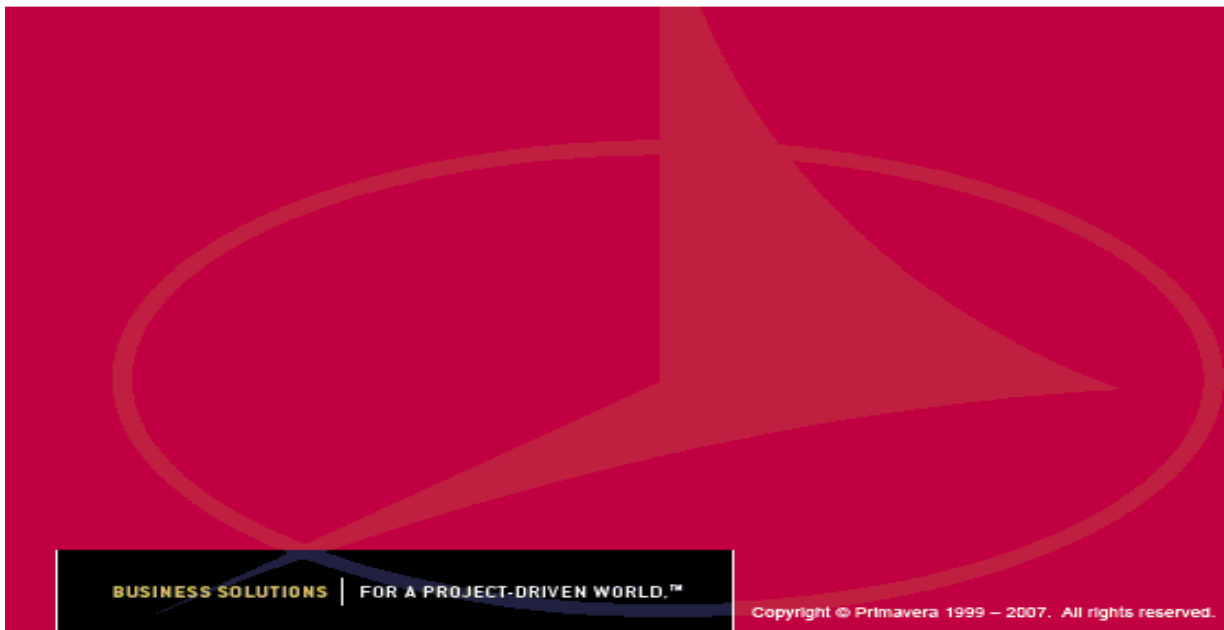 BUSINESS SOLUTIONS | FOR A PROJECT-DRIVEN WORLD.™
Copyright © Primavera 1999 – 2007. All rights reserved.